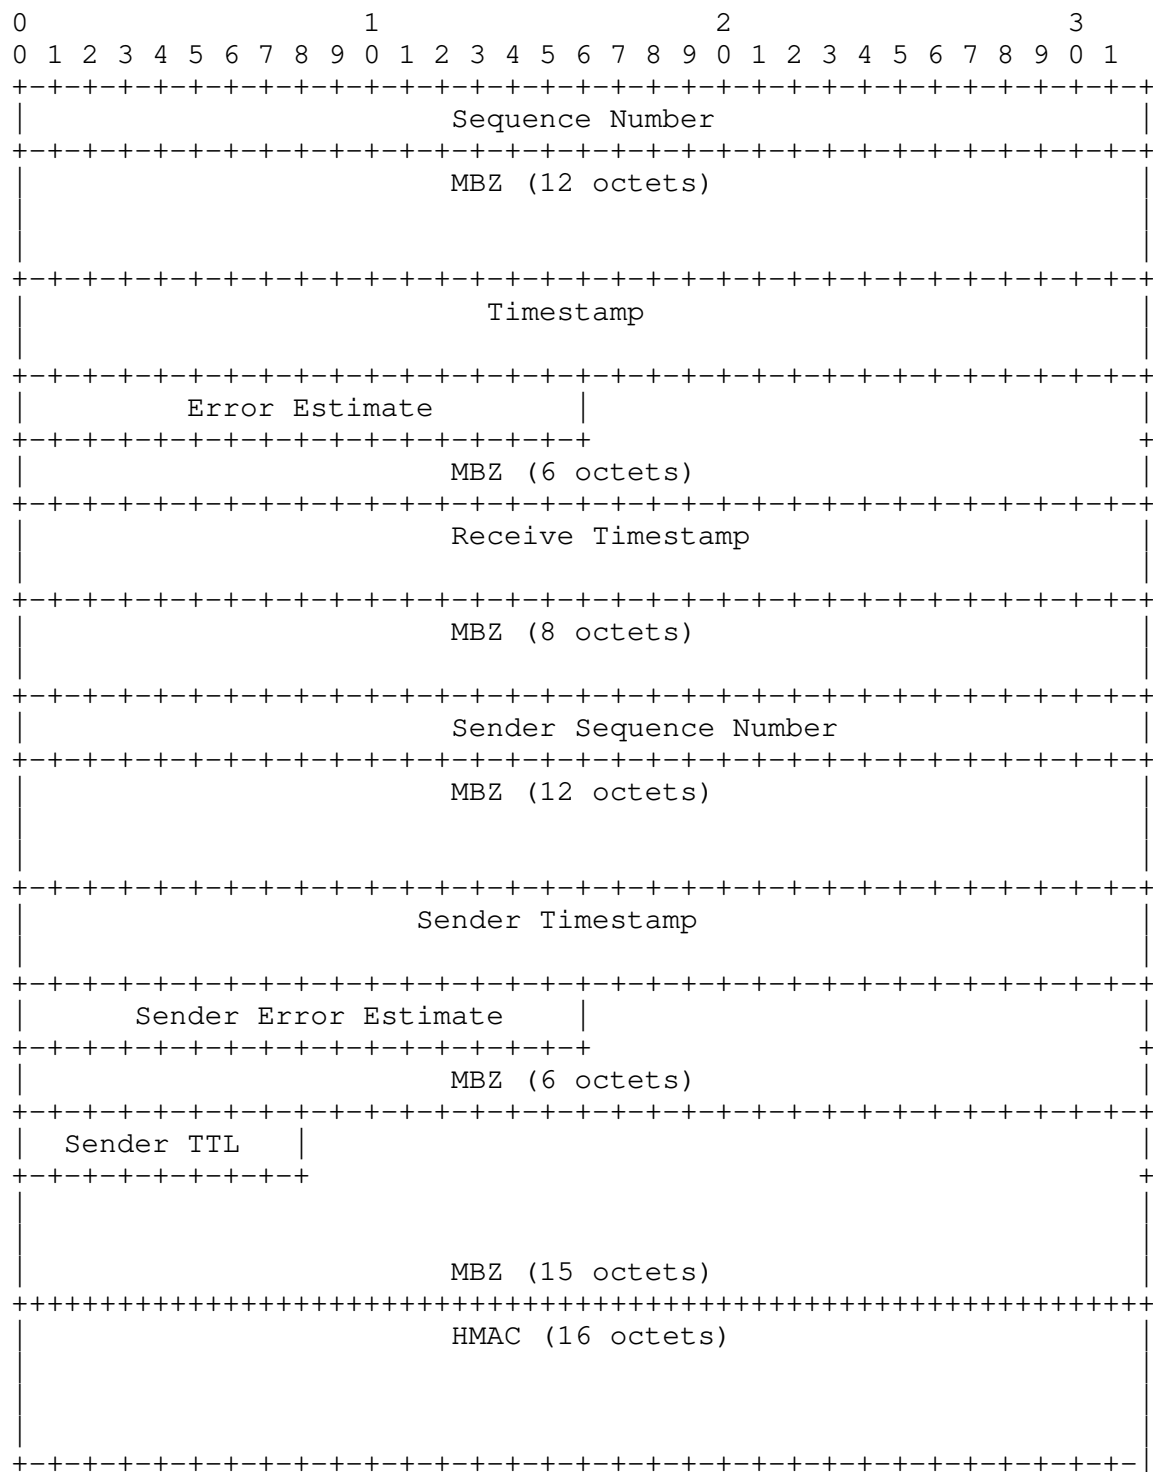 0                   1                   2                   3
0 1 2 3 4 5 6 7 8 9 0 1 2 3 4 5 6 7 8 9 0 1 2 3 4 5 6 7 8 9 0 1
+-+-+-+-+-+-+-+-+-+-+-+-+-+-+-+-+-+-+-+-+-+-+-+-+-+-+-+-+-+-+-+-+
|                        Sequence Number                        |
+-+-+-+-+-+-+-+-+-+-+-+-+-+-+-+-+-+-+-+-+-+-+-+-+-+-+-+-+-+-+-+-+
|                        MBZ (12 octets)                        |
|                                                               |
|                                                               |
+-+-+-+-+-+-+-+-+-+-+-+-+-+-+-+-+-+-+-+-+-+-+-+-+-+-+-+-+-+-+-+-+
|                          Timestamp                            |
|                                                               |
+-+-+-+-+-+-+-+-+-+-+-+-+-+-+-+-+-+-+-+-+-+-+-+-+-+-+-+-+-+-+-+-+
|         Error Estimate        |                               |
+-+-+-+-+-+-+-+-+-+-+-+-+-+-+-+-+                               +
|                        MBZ (6 octets)                         |
+-+-+-+-+-+-+-+-+-+-+-+-+-+-+-+-+-+-+-+-+-+-+-+-+-+-+-+-+-+-+-+-+
|                        Receive Timestamp                      |
|                                                               |
+-+-+-+-+-+-+-+-+-+-+-+-+-+-+-+-+-+-+-+-+-+-+-+-+-+-+-+-+-+-+-+-+
|                        MBZ (8 octets)                         |
|                                                               |
+-+-+-+-+-+-+-+-+-+-+-+-+-+-+-+-+-+-+-+-+-+-+-+-+-+-+-+-+-+-+-+-+
|                        Sender Sequence Number                 |
+-+-+-+-+-+-+-+-+-+-+-+-+-+-+-+-+-+-+-+-+-+-+-+-+-+-+-+-+-+-+-+-+
|                        MBZ (12 octets)                        |
|                                                               |
|                                                               |
+-+-+-+-+-+-+-+-+-+-+-+-+-+-+-+-+-+-+-+-+-+-+-+-+-+-+-+-+-+-+-+-+
|                      Sender Timestamp                         |
|                                                               |
+-+-+-+-+-+-+-+-+-+-+-+-+-+-+-+-+-+-+-+-+-+-+-+-+-+-+-+-+-+-+-+-+
|      Sender Error Estimate    |                               |
+-+-+-+-+-+-+-+-+-+-+-+-+-+-+-+-+                               +
|                        MBZ (6 octets)                         |
+-+-+-+-+-+-+-+-+-+-+-+-+-+-+-+-+-+-+-+-+-+-+-+-+-+-+-+-+-+-+-+-+
|  Sender TTL   |                                               |
+-+-+-+-+-+-+-+-+                                               +
|                                                               |
|                                                               |
|                        MBZ (15 octets)                        |
+++++++++++++++++++++++++++++++++++++++++++++++++++++++++++++++++
|                        HMAC (16 octets)                       |
|                                                               |
|                                                               |
|                                                               |
+-+-+-+-+-+-+-+-+-+-+-+-+-+-+-+-+-+-+-+-+-+-+-+-+-+-+-+-+-+-+-+-|